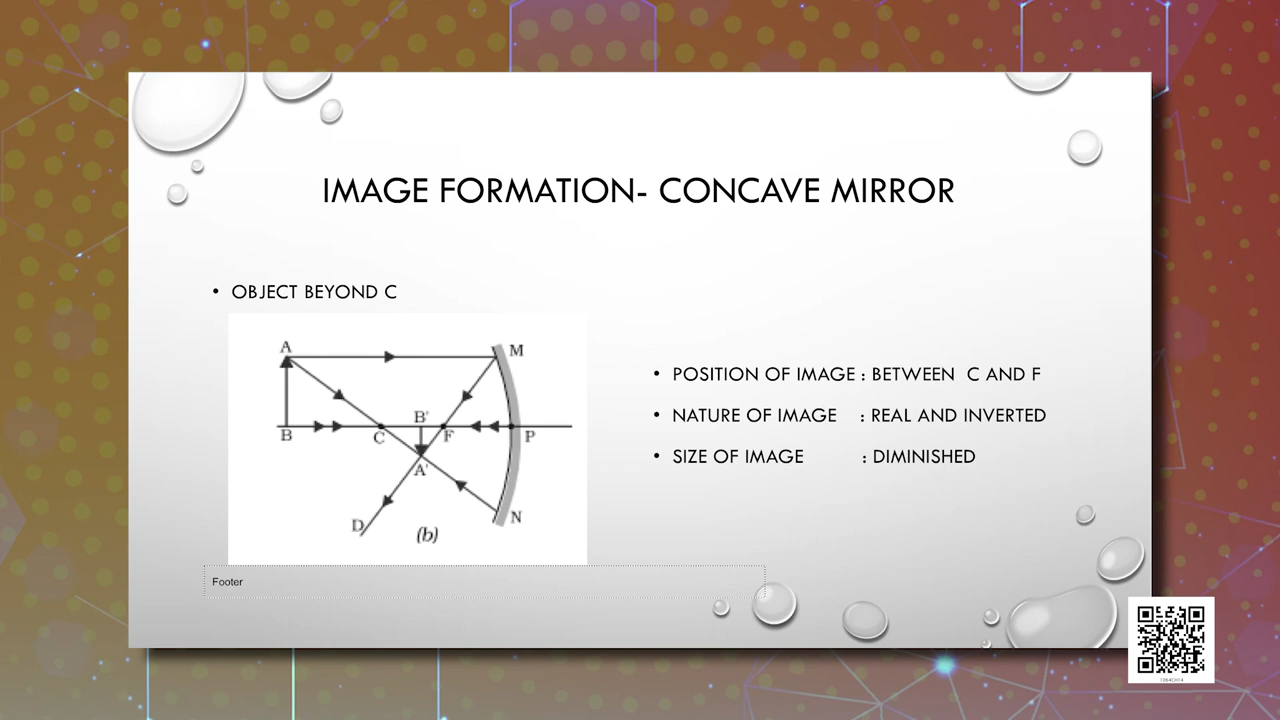 IMAGE FORMATION- CONCAVE MIRROR
• OBJECT BEYOND C
A
M
B
C
B'
F
P
A'
D
N
(b)
• POSITION OF IMAGE : BETWEEN C AND F
• NATURE OF IMAGE : REAL AND INVERTED
• SIZE OF IMAGE : DIMINISHED
Footer